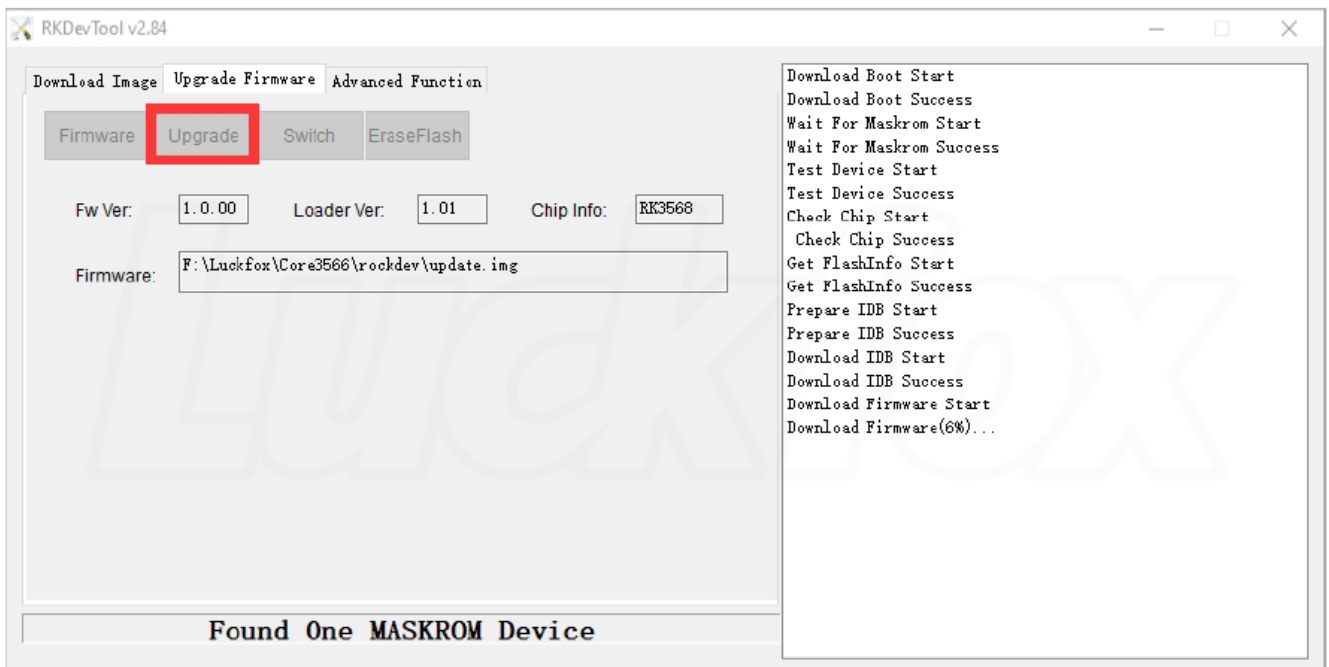 RKDevTool v2.84
Download Image Upgrade Firmware Advanced Function
Firmware Upgrade Switch EraseFlash
Fw Ver: 1.0.00 Loader Ver: 1.01 Chip Info: RK3568
Firmware: F:\Luckfox\Core3566\rockdev\update.img
Luckfox
Found One MASKROM Device
Download Boot Start
Download Boot Success
Wait For Maskrom Start
Wait For Maskrom Success
Test Device Start
Test Device Success
Check Chip Start
Check Chip Success
Get FlashInfo Start
Get FlashInfo Success
Prepare IDB Start
Prepare IDB Success
Download IDB Start
Download IDB Success
Download Firmware Start
Download Firmware(6%)...